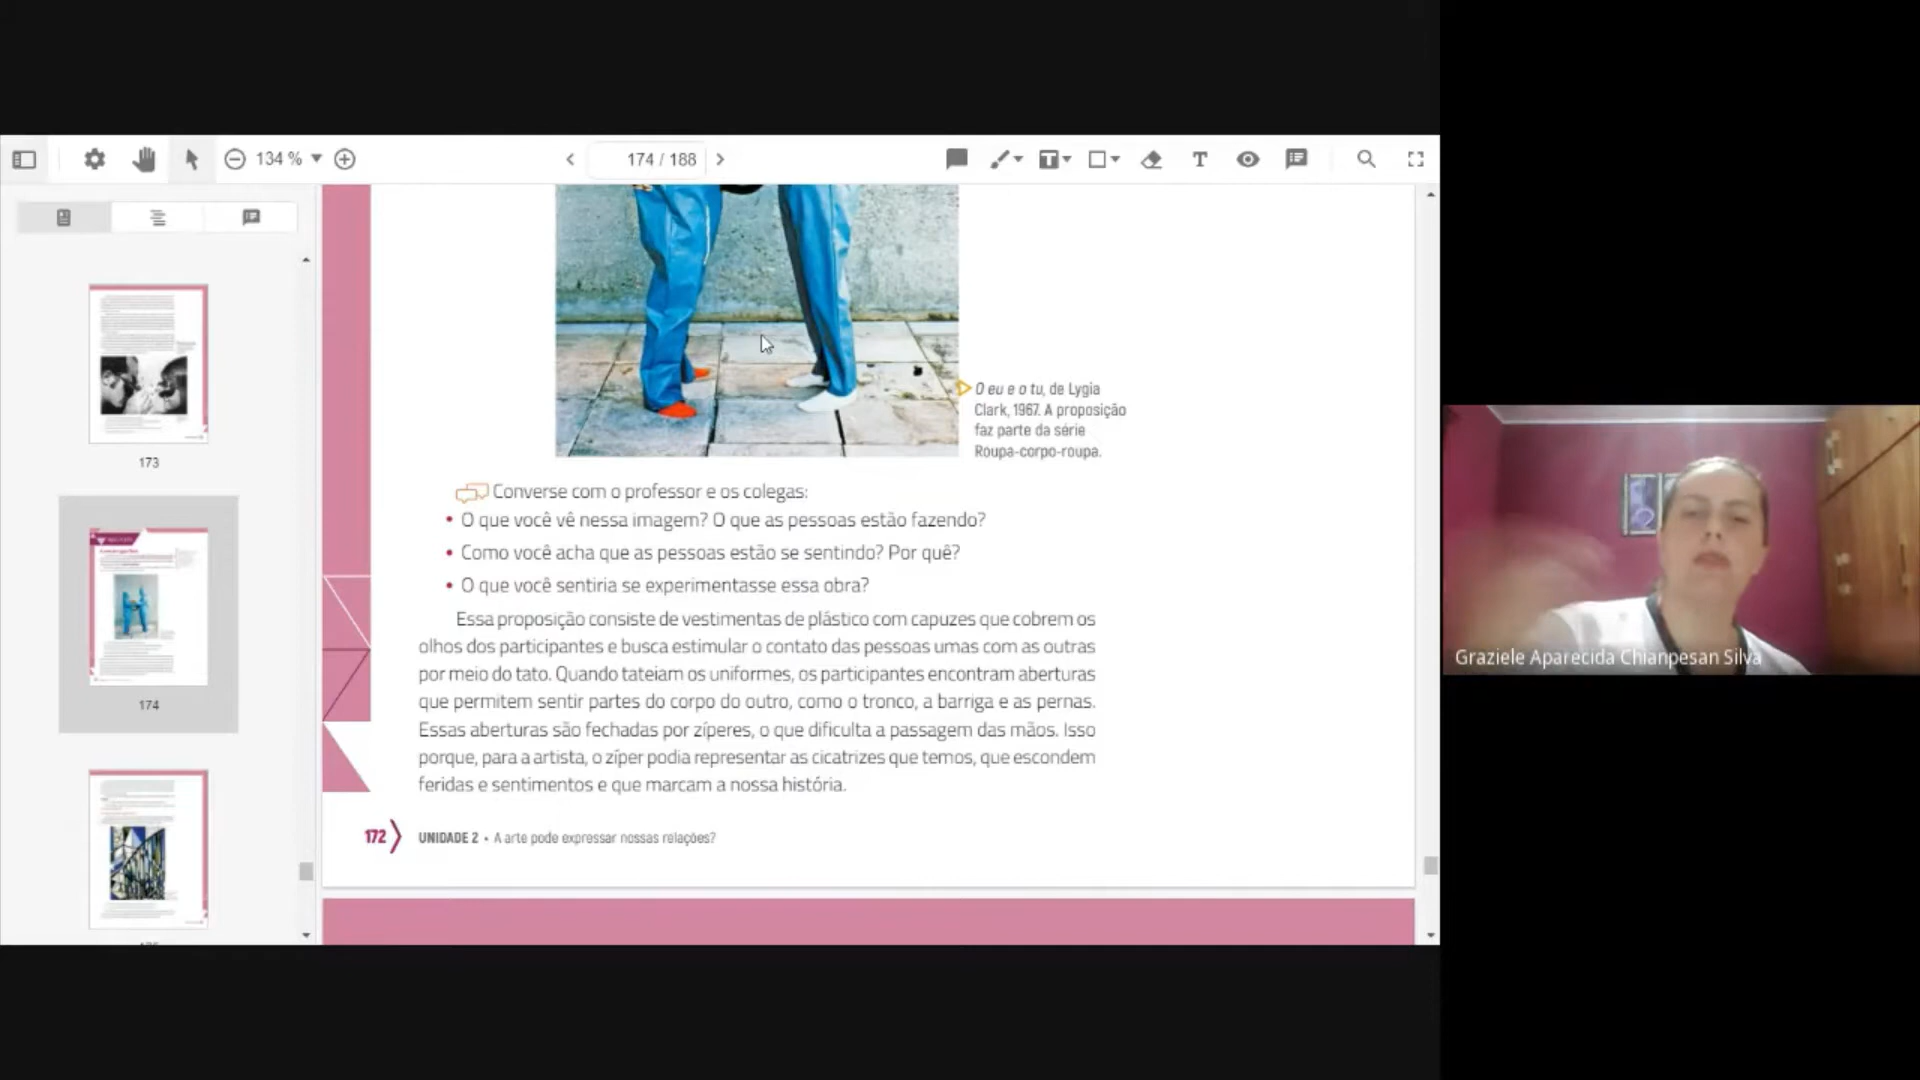 134 %
174 / 188
173
174
O eu e o tu, de Lygia
Clark, 1967. A proposição
faz parte da série
Roupa-corpo-roupa.
Converse com o professor e os colegas:
• O que você vê nessa imagem? O que as pessoas estão fazendo?
• Como você acha que as pessoas estão se sentindo? Por quê?
• O que você sentiria se experimentasse essa obra?
Essa proposição consiste de vestimentas de plástico com capuzes que cobrem os
olhos dos participantes e busca estimular o contato das pessoas umas com as outras
por meio do tato. Quando tateiam os uniformes, os participantes encontram aberturas
que permitem sentir partes do corpo do outro, como o tronco, a barriga e as pernas.
Essas aberturas são fechadas por zíperes, o que dificulta a passagem das mãos. Isso
porque, para a artista, o zíper podia representar as cicatrizes que temos, que escondem
feridas e sentimentos e que marcam a nossa história.
172 UNIDADE 2 • A arte pode expressar nossas relações?
Graziele Aparecida Chianpesan Silva